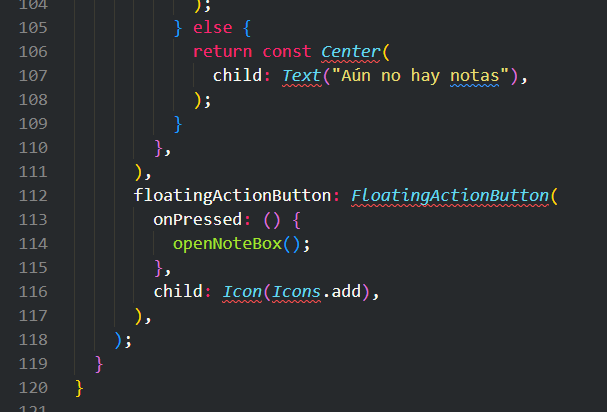 104 );
105 } else {
106 return const Center(
107 child: Text("Aún no hay notas"),
108 );
109 }
110 },
111 ),
112 floatingActionButton: FloatingActionButton(
113 onPressed: () {
114 openNoteBox();
115 },
116 child: Icon(Icons.add),
117 ),
118 );
119 }
120 }
121